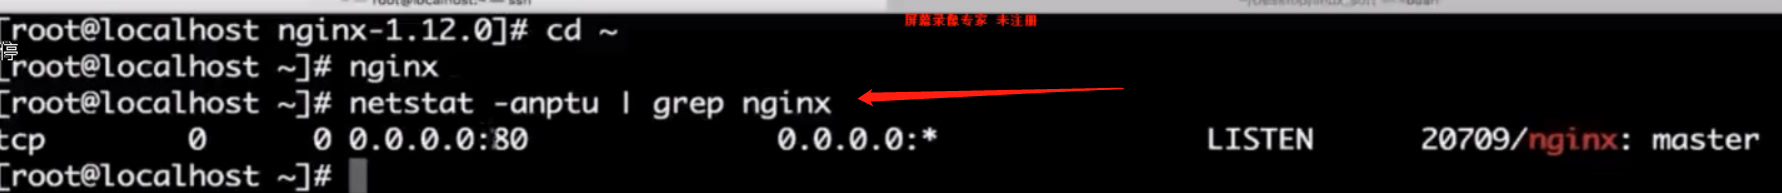 屏幕录像专家 未注册
[root@localhost nginx-1.12.0]# cd ~
停
[root@localhost ~]# nginx
[root@localhost ~]# netstat -anptu | grep nginx
tcp 0 0 0.0.0.0:80 0.0.0.0:* LISTEN 20709/nginx: master
[root@localhost ~]#